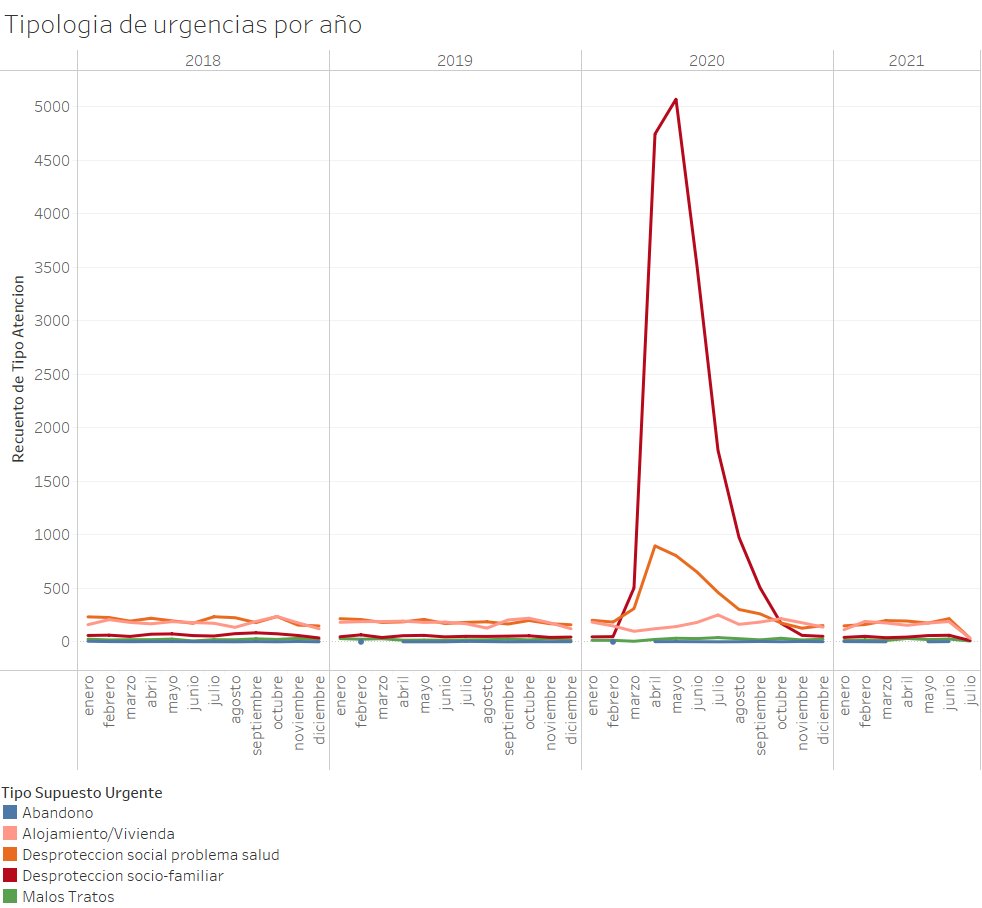 Tipologia de urgencias por año
2018 2019 2020 2021
5000
4500
4000
3500
3000
2500
2000
1500
1000
500
0
Recuento de Tipo Atencion
enero febrero marzo abril mayo junio julio agosto septiembre octubre noviembre diciembre enero febrero marzo abril mayo junio julio agosto septiembre octubre noviembre diciembre enero febrero marzo abril mayo junio julio agosto septiembre octubre noviembre diciembre enero febrero marzo abril mayo junio julio
Tipo Supuesto Urgente
Abandono
Alojamiento/Vivienda
Desproteccion social problema salud
Desproteccion socio-familiar
Malos Tratos